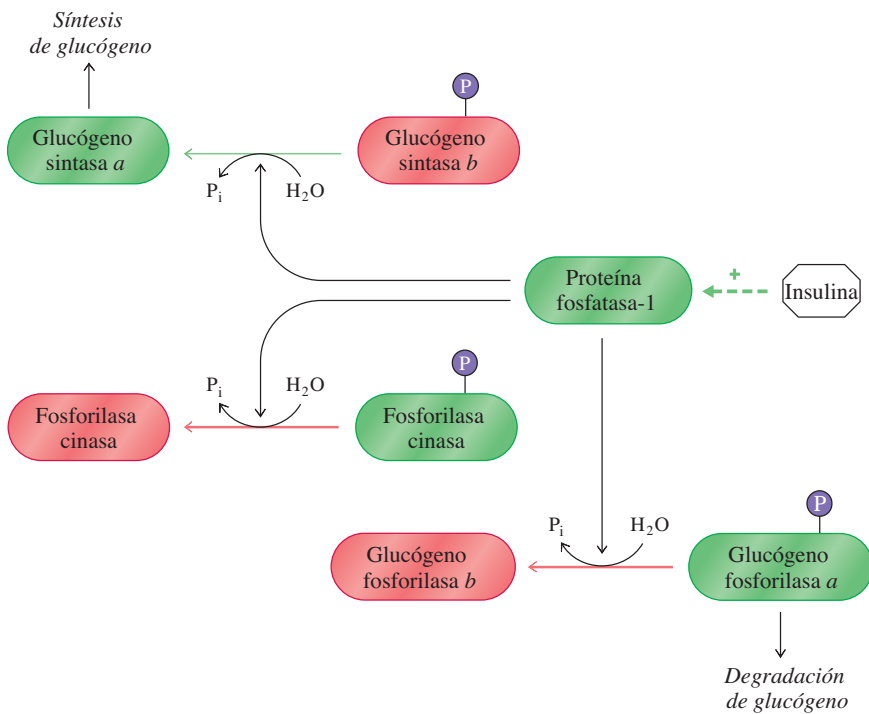 Síntesis
de glucógeno
P
Glucógeno
sintasa a
Glucógeno
sintasa b
Pi
H2O
Proteína
fosfatasa-1
+
Insulina
P
Pi
H2O
Fosforilasa
cinasa
Fosforilasa
cinasa
P
Pi
H2O
Glucógeno
fosforilasa b
Glucógeno
fosforilasa a
Degradación
de glucógeno